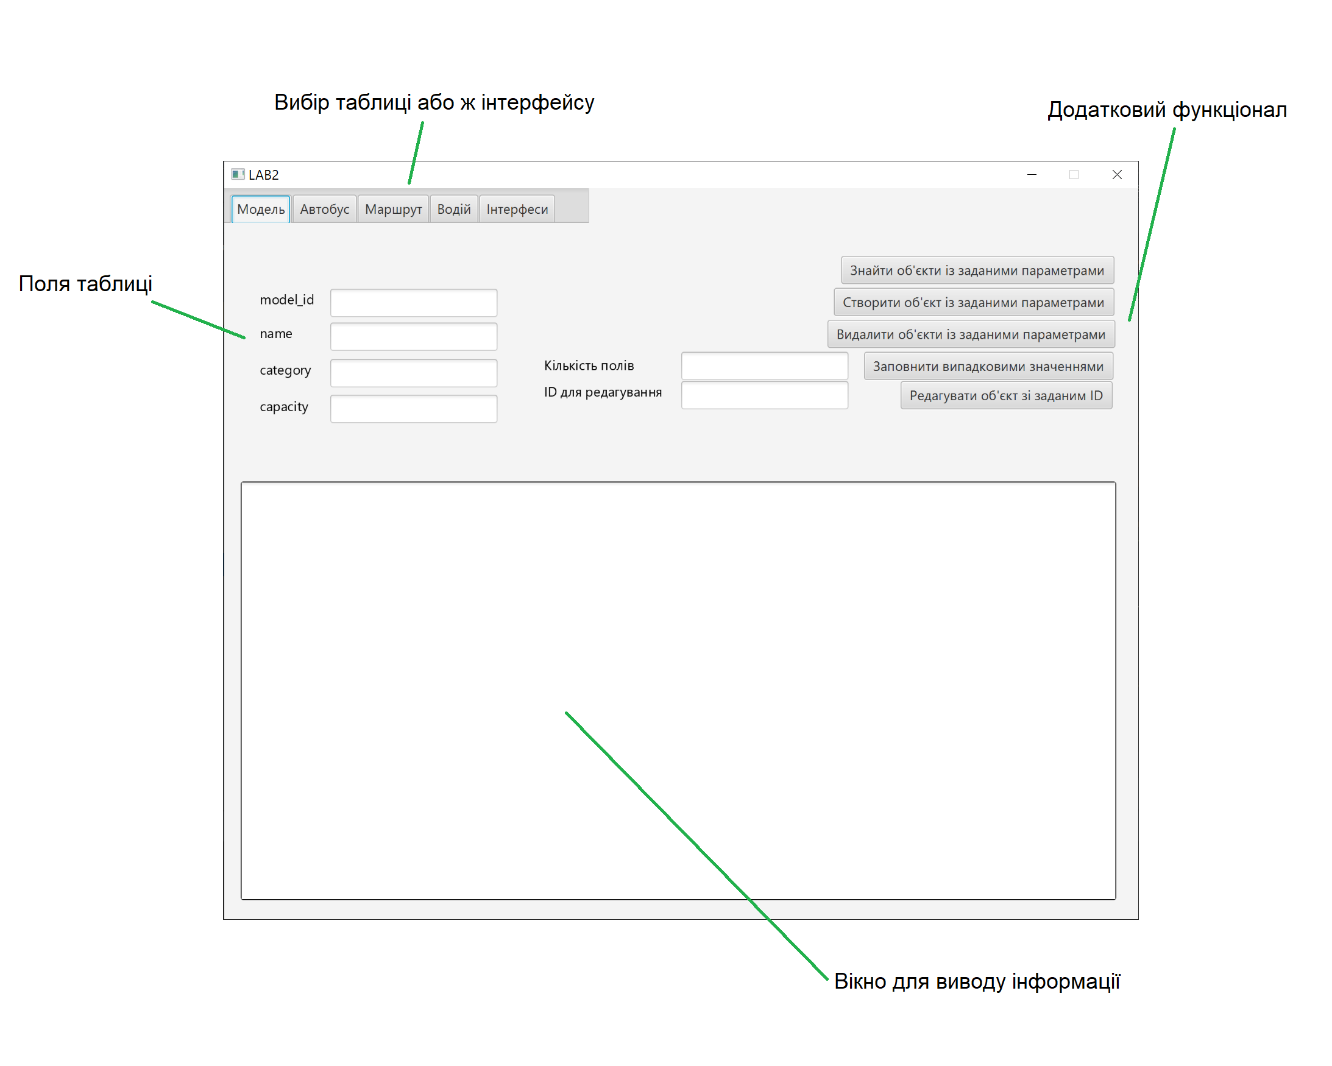 Вибір таблиці або ж інтерфейсу
Додатковий функціонал
LAB2
Модель Автобус Маршрут Водій Інтерфеси
Поля таблиці
Знайти об'єкти із заданими параметрами
model_id
Створити об'єкт із заданими параметрами
name
Видалити об'єкти із заданими параметрами
category
Кількість полів
Заповнити випадковими значеннями
ID для редагування
Редагувати об'єкт зі заданим ID
capacity
Вікно для виводу інформації